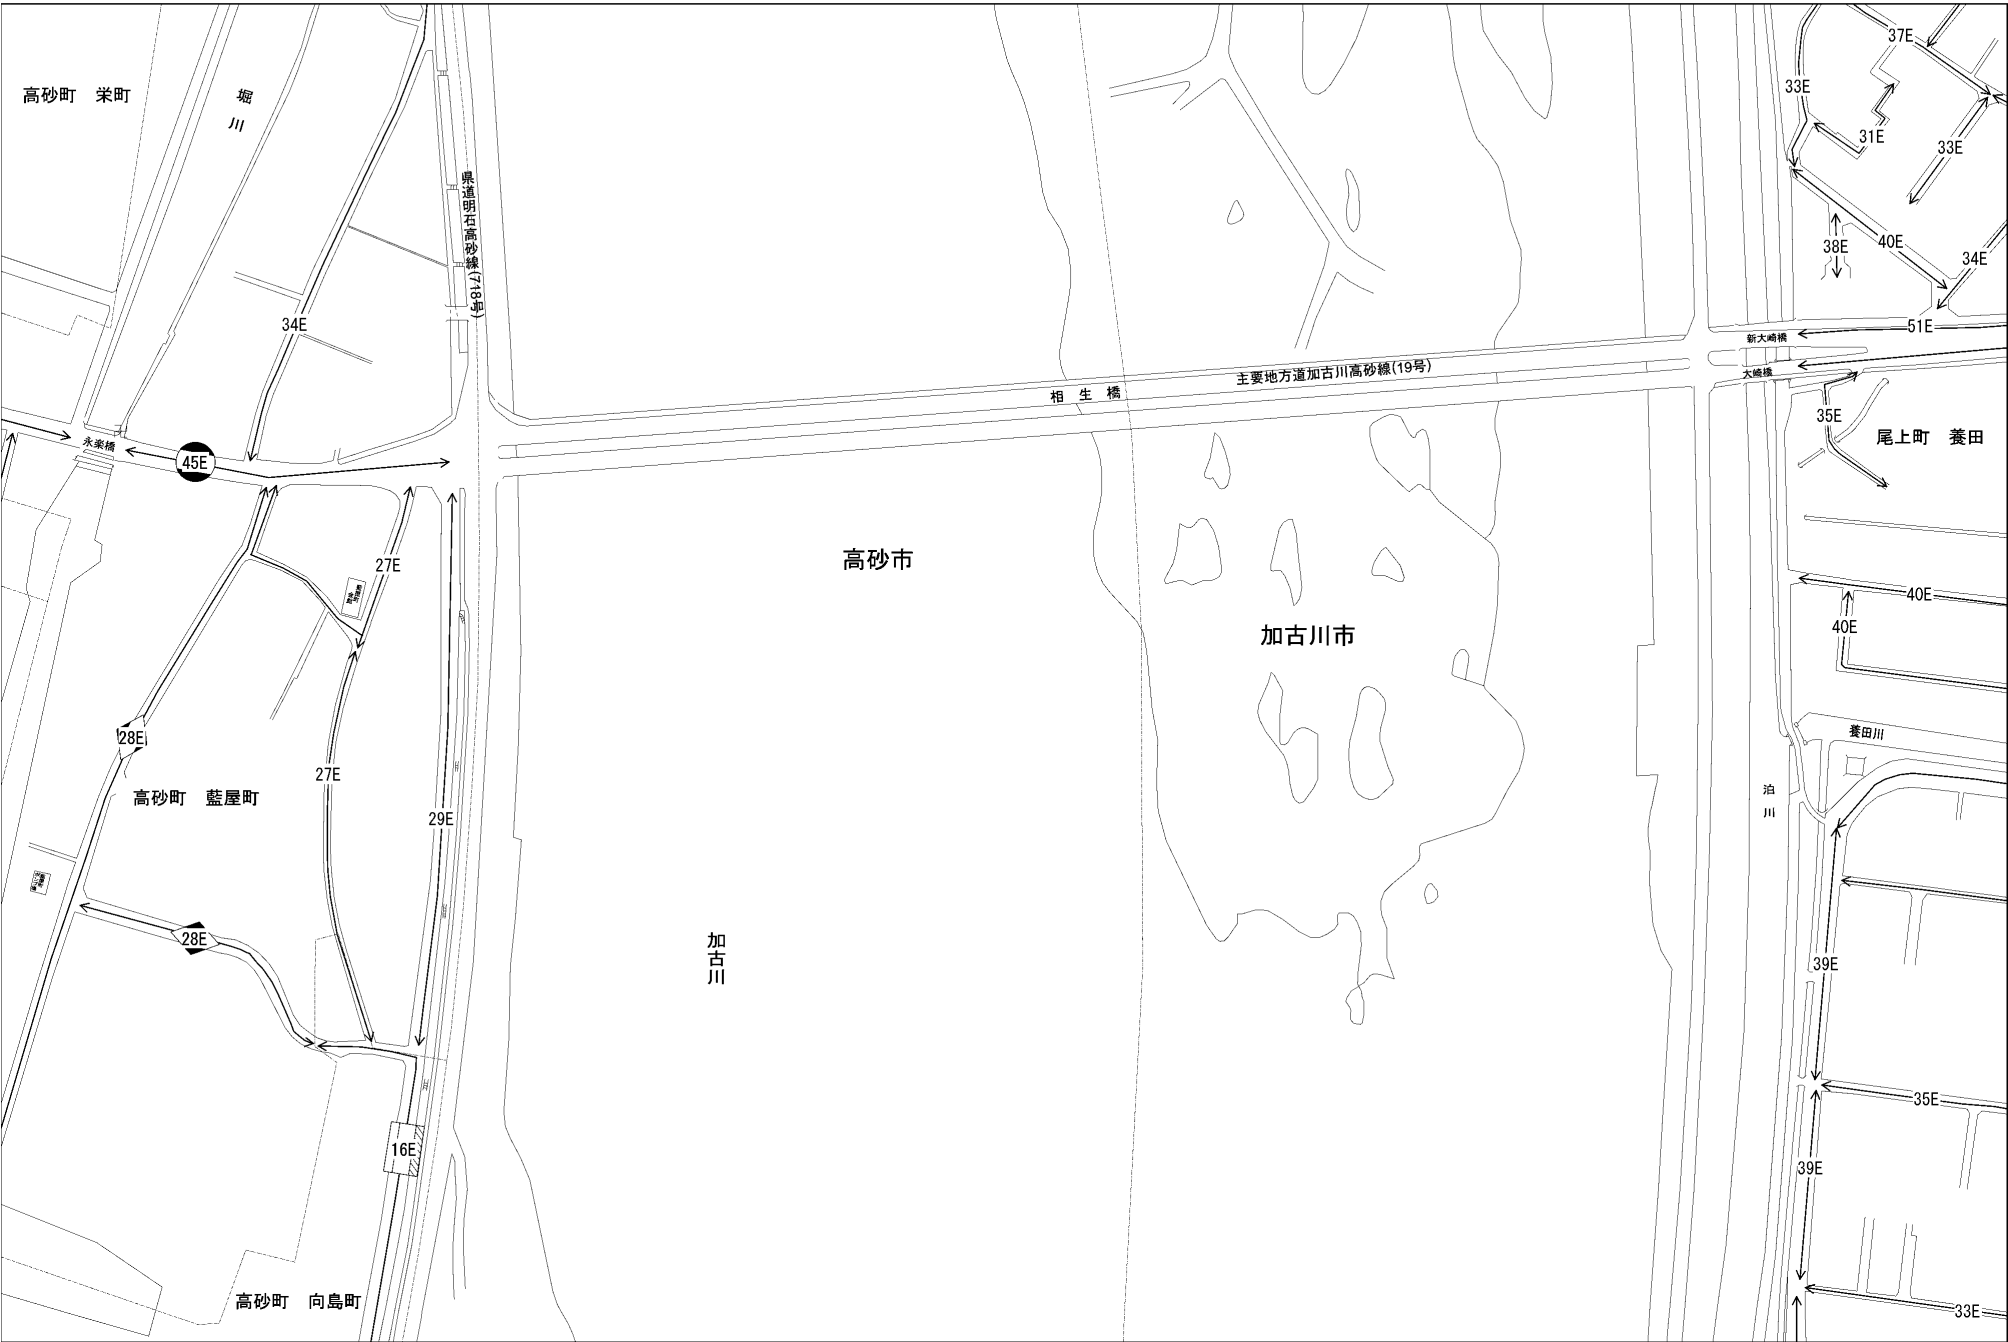 37E
33E
高砂町 栄町
堀川
31E
33E
県道明石高砂線(718号)
38E
40E
34E
34E
51E
新大崎橋
大崎橋
主要地方道加古川高砂線(19号)
相生橋
35E
尾上町 養田
永楽橋
45E
高砂市
27E
藍屋町
会館
40E
40E
加古川市
28E
養田川
27E
泊川
高砂町 藍屋町
29E
28E
加古川
39E
35E
16E
39E
高砂町 向島町
33E